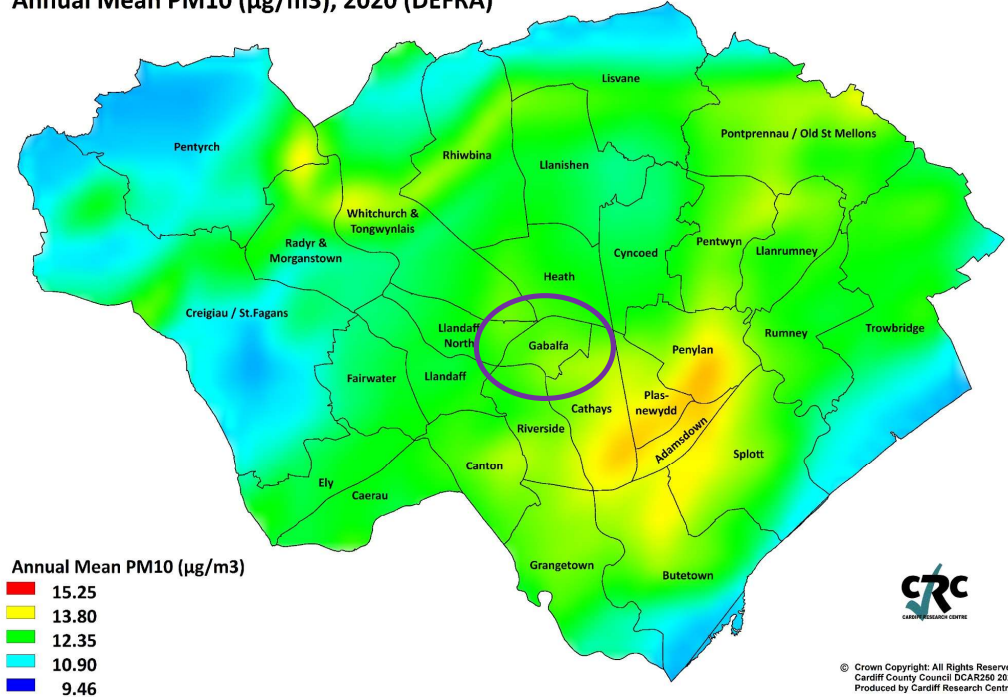 Annual Mean PM10 (µg/m3), 2020 (DEFRA)
Lisvane
Pontprennau / Old St Mellons
Pentyrch
Rhiwbina
Llanishen
Whitchurch &
Tongwynlais
Radyr &
Morganstown
Cyncoed
Pentwyn
Llanrumney
Heath
Creigiau / St.Fagans
Llandaff
North
Gabalfa
Penylan
Rumney
Trowbridge
Fairwater
Llandaff
Plas-
newydd
Cathays
Riverside
Adamsdown
Splott
Canton
Ely
Caerau
Grangetown
Butetown
Annual Mean PM10 (µg/m3)
15.25
13.80
12.35
10.90
9.46
CRC
CARDIFF RESEARCH CENTRE
© Crown Copyright: All Rights
Cardiff County Council DCAR250
Produced by Cardiff Research